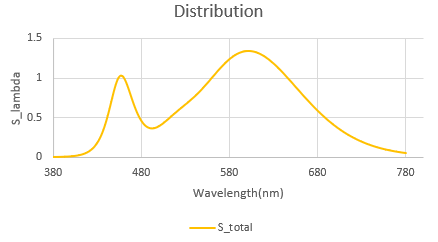 Distribution
1.5
1
0.5
0
S_lambda
380 480 580 680 780
Wavelength(nm)
S_total